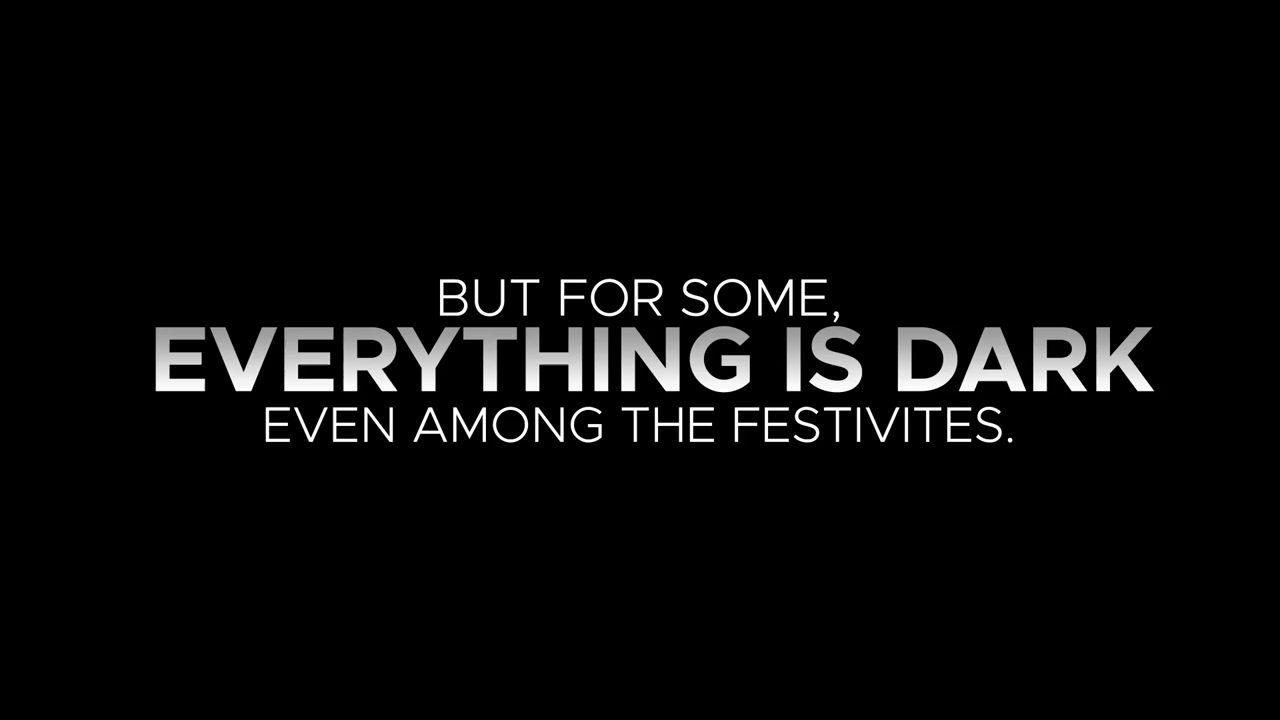 BUT FOR SOME,
EVERYTHING IS DARK
EVEN AMONG THE FESTIVITES.